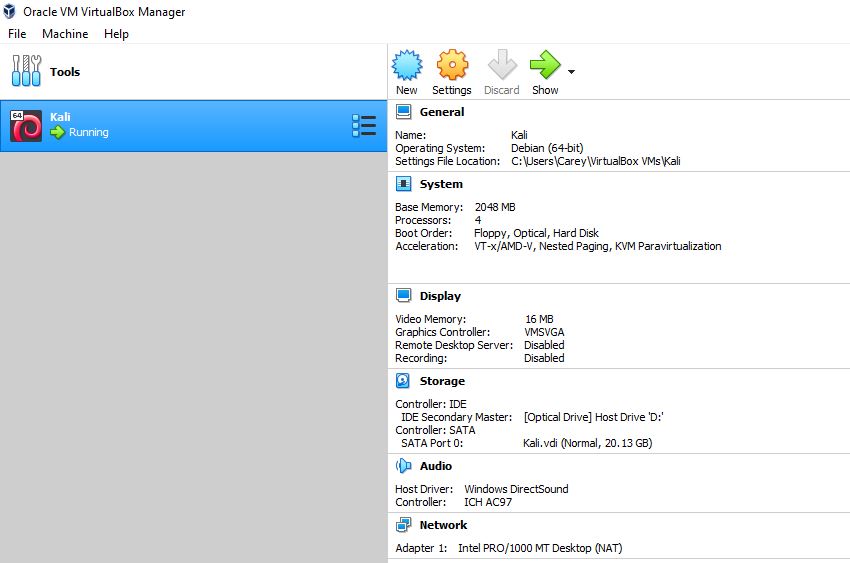 Oracle VM VirtualBox Manager
File Machine Help
Tools
64
Kali
Running
New Settings Discard Show
General
Name: Kali
Operating System: Debian (64-bit)
Settings File Location: C:\Users\Carey\VirtualBox VMs\Kali
System
Base Memory: 2048 MB
Processors: 4
Boot Order: Floppy, Optical, Hard Disk
Acceleration: VT-x/AMD-V, Nested Paging, KVM Paravirtualization
Display
Video Memory: 16 MB
Graphics Controller: VMSVGA
Remote Desktop Server: Disabled
Recording: Disabled
Storage
Controller: IDE
IDE Secondary Master: [Optical Drive] Host Drive 'D:'
Controller: SATA
SATA Port 0: Kali.vdi (Normal, 20.13 GB)
Audio
Host Driver: Windows DirectSound
Controller: ICH AC97
Network
Adapter 1: Intel PRO/1000 MT Desktop (NAT)